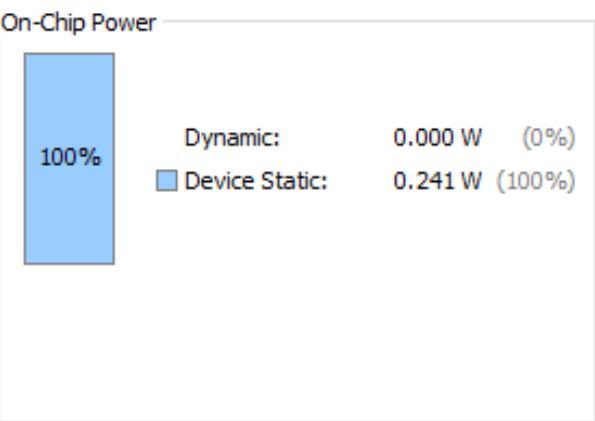 On-Chip Power
100%
Dynamic: 0.000 W (0%)
Device Static: 0.241 W (100%)